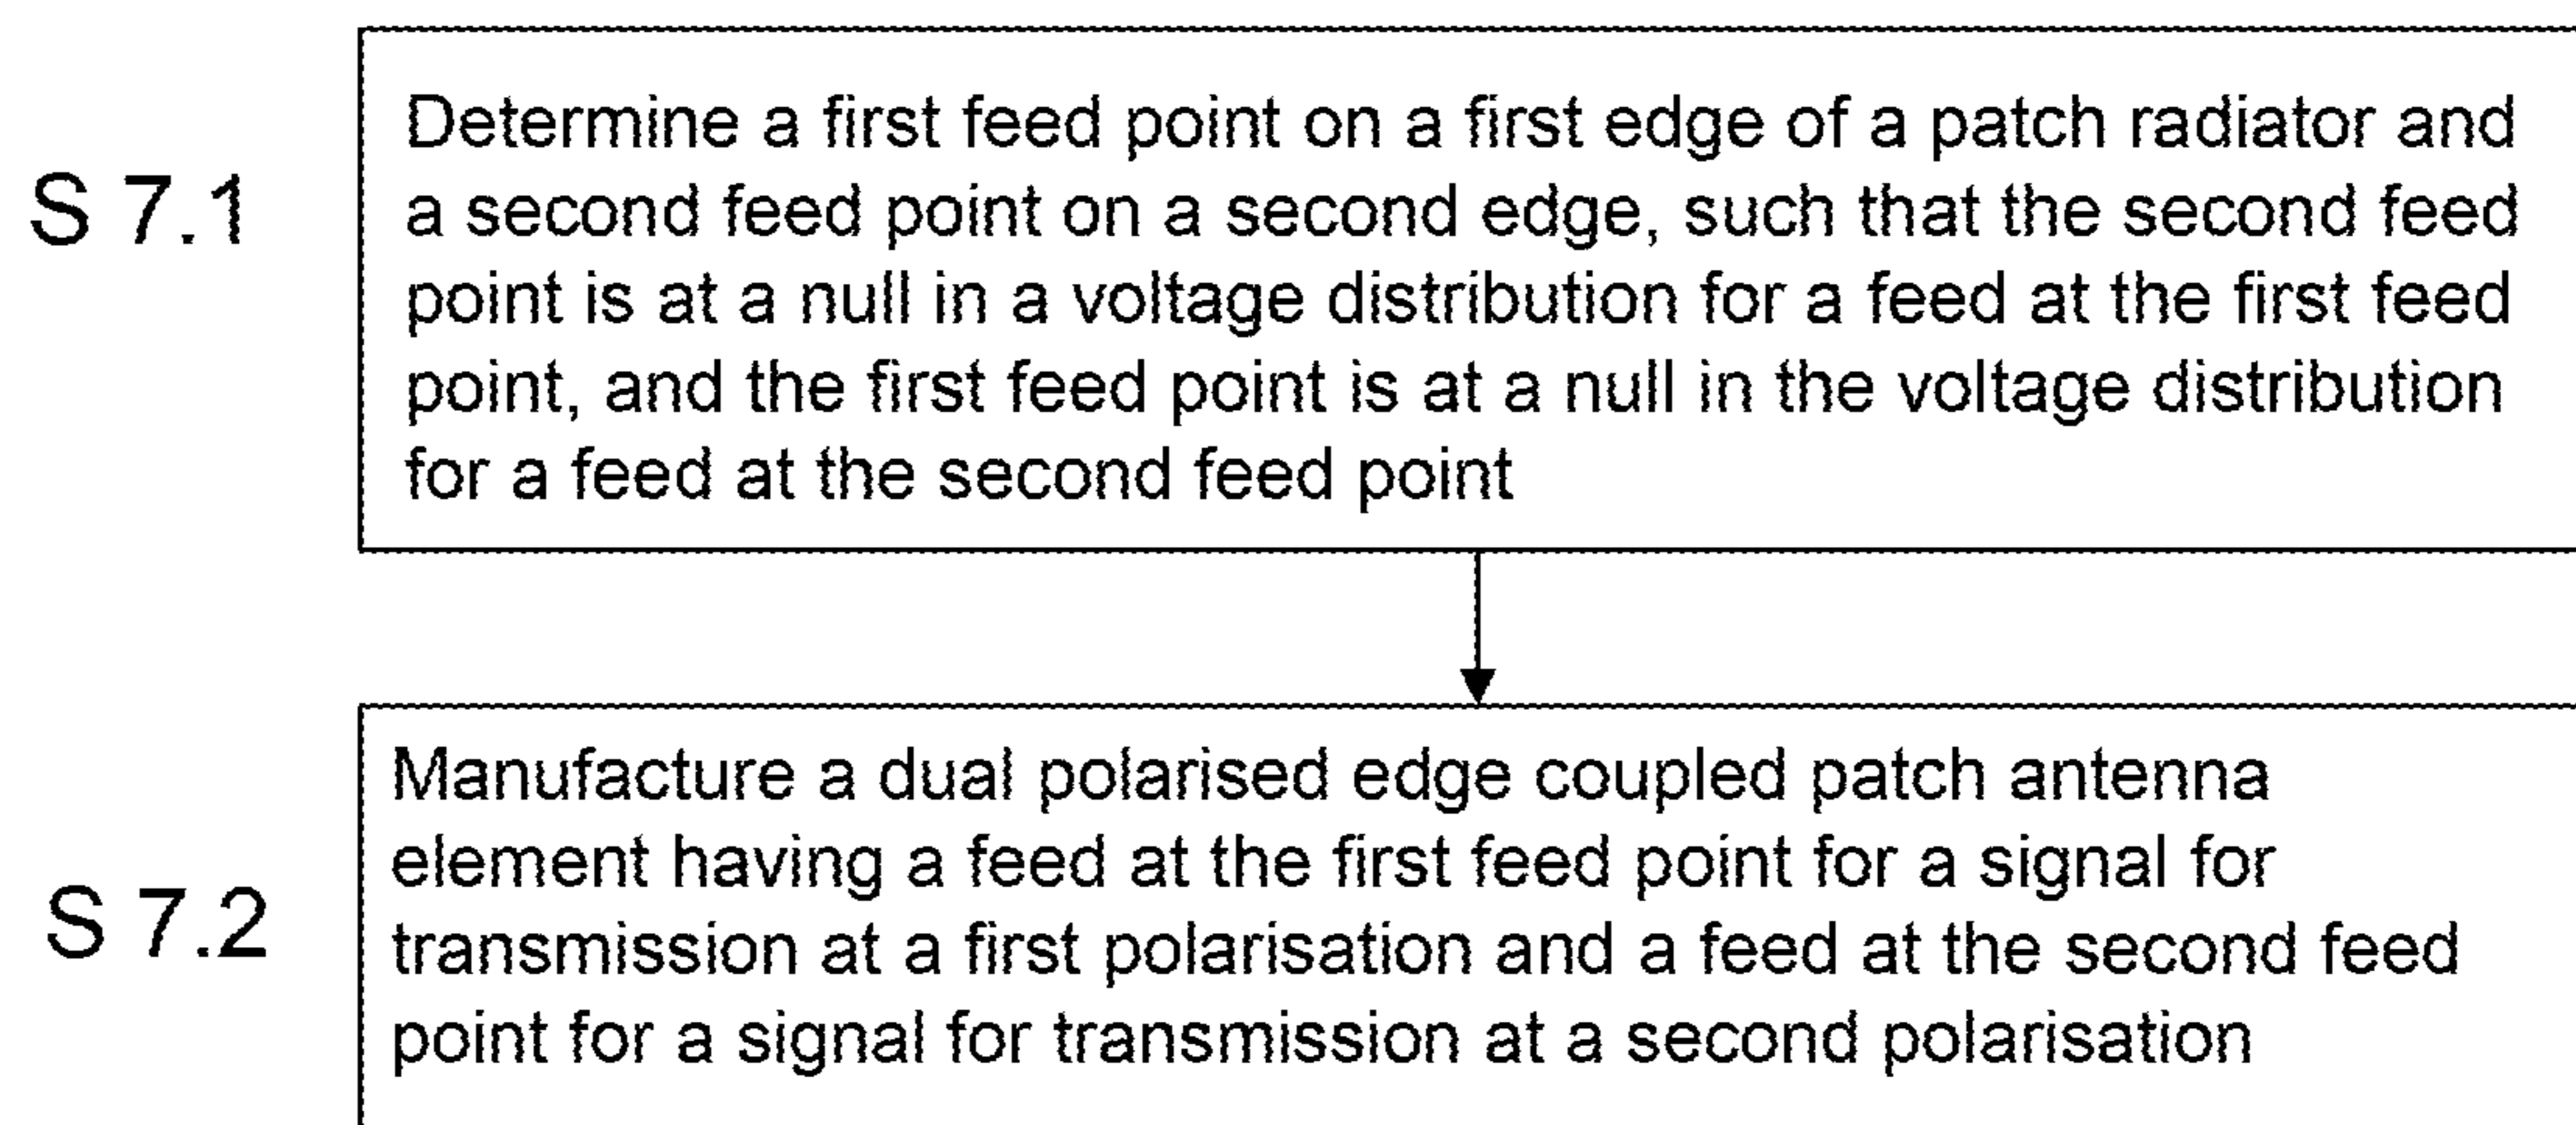 S 7.1
Determine a first feed point on a first edge of a patch radiator and
a second feed point on a second edge, such that the second feed
point is at a null in a voltage distribution for a feed at the first feed
point, and the first feed point is at a null in the voltage distribution
for a feed at the second feed point
S 7.2
Manufacture a dual polarised edge coupled patch antenna
element having a feed at the first feed point for a signal for
transmission at a first polarisation and a feed at the second feed
point for a signal for transmission at a second polarisation